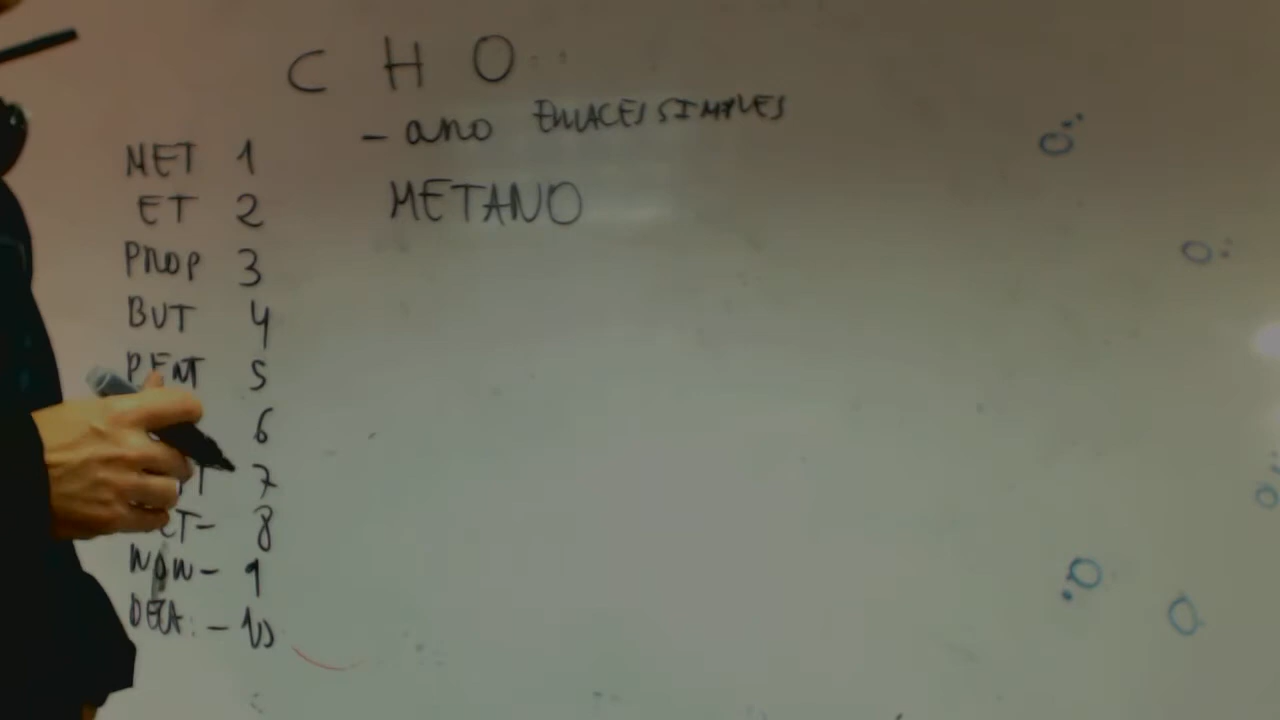 C H O
- ano ENLACES SIMPLES
METANO
MET 1
ET 2
PROP 3
BUT 4
PENT 5
6
7
8
NON- 9
DECA - 10